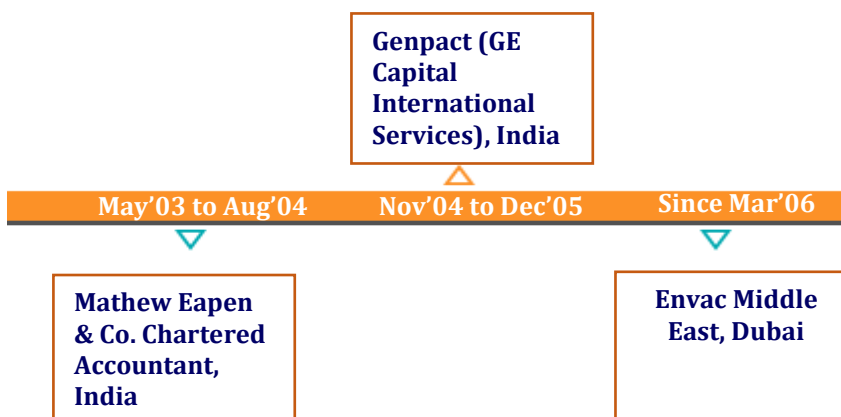 Genpact (GE
Capital
International
Services), India
May’03 to Aug’04
Nov’04 to Dec’05
Since Mar’06
Mathew Eapen
& Co. Chartered
Accountant,
India
Envac Middle
East, Dubai